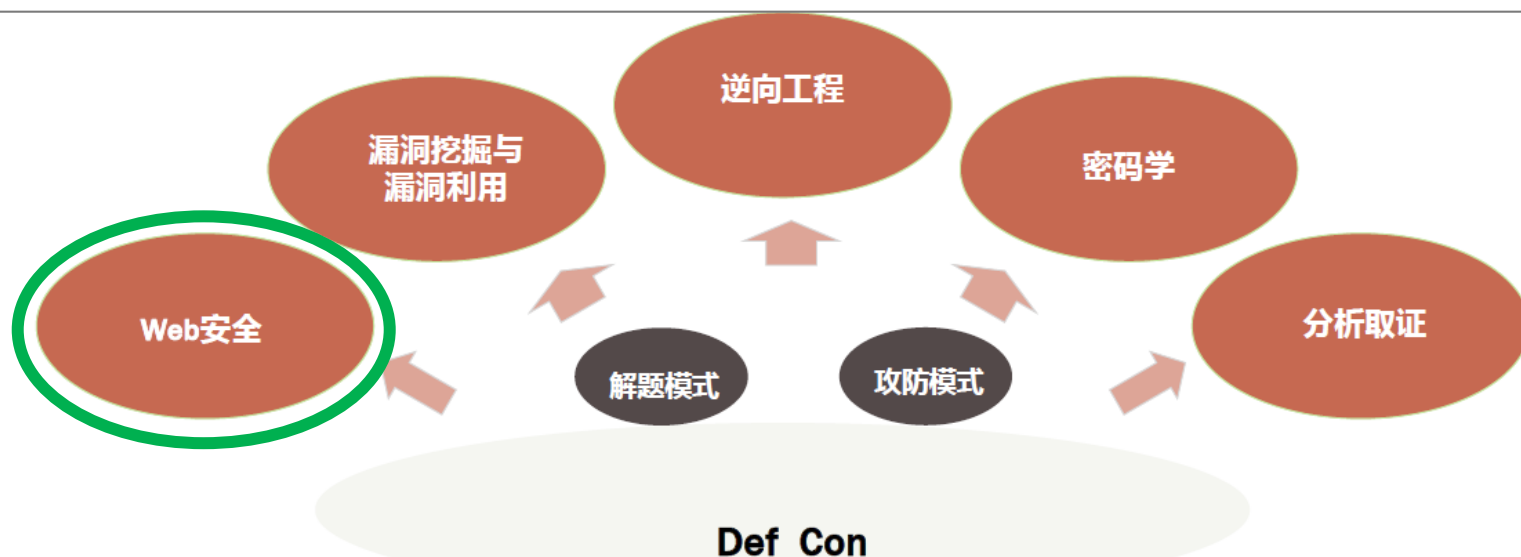 逆向工程
漏洞挖掘与
漏洞利用
密码学
Web安全
分析取证
解题模式
攻防模式
Def Con